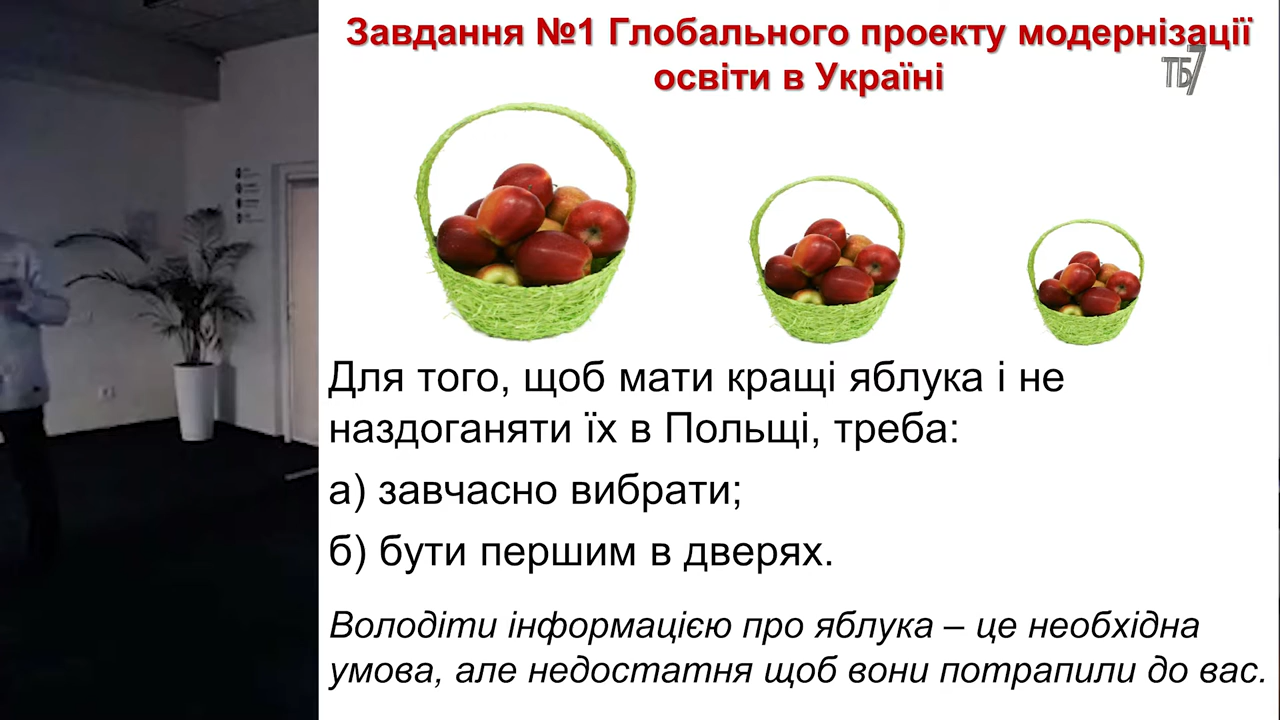 Завдання №1 Глобального проекту модернізації
освіти в Україні
ТБ7
Для того, щоб мати кращі яблука і не
наздоганяти їх в Польщі, треба:
а) завчасно вибрати;
б) бути першим в дверях.
Володіти інформацією про яблука – це необхідна
умова, але недостатня щоб вони потрапили до вас.